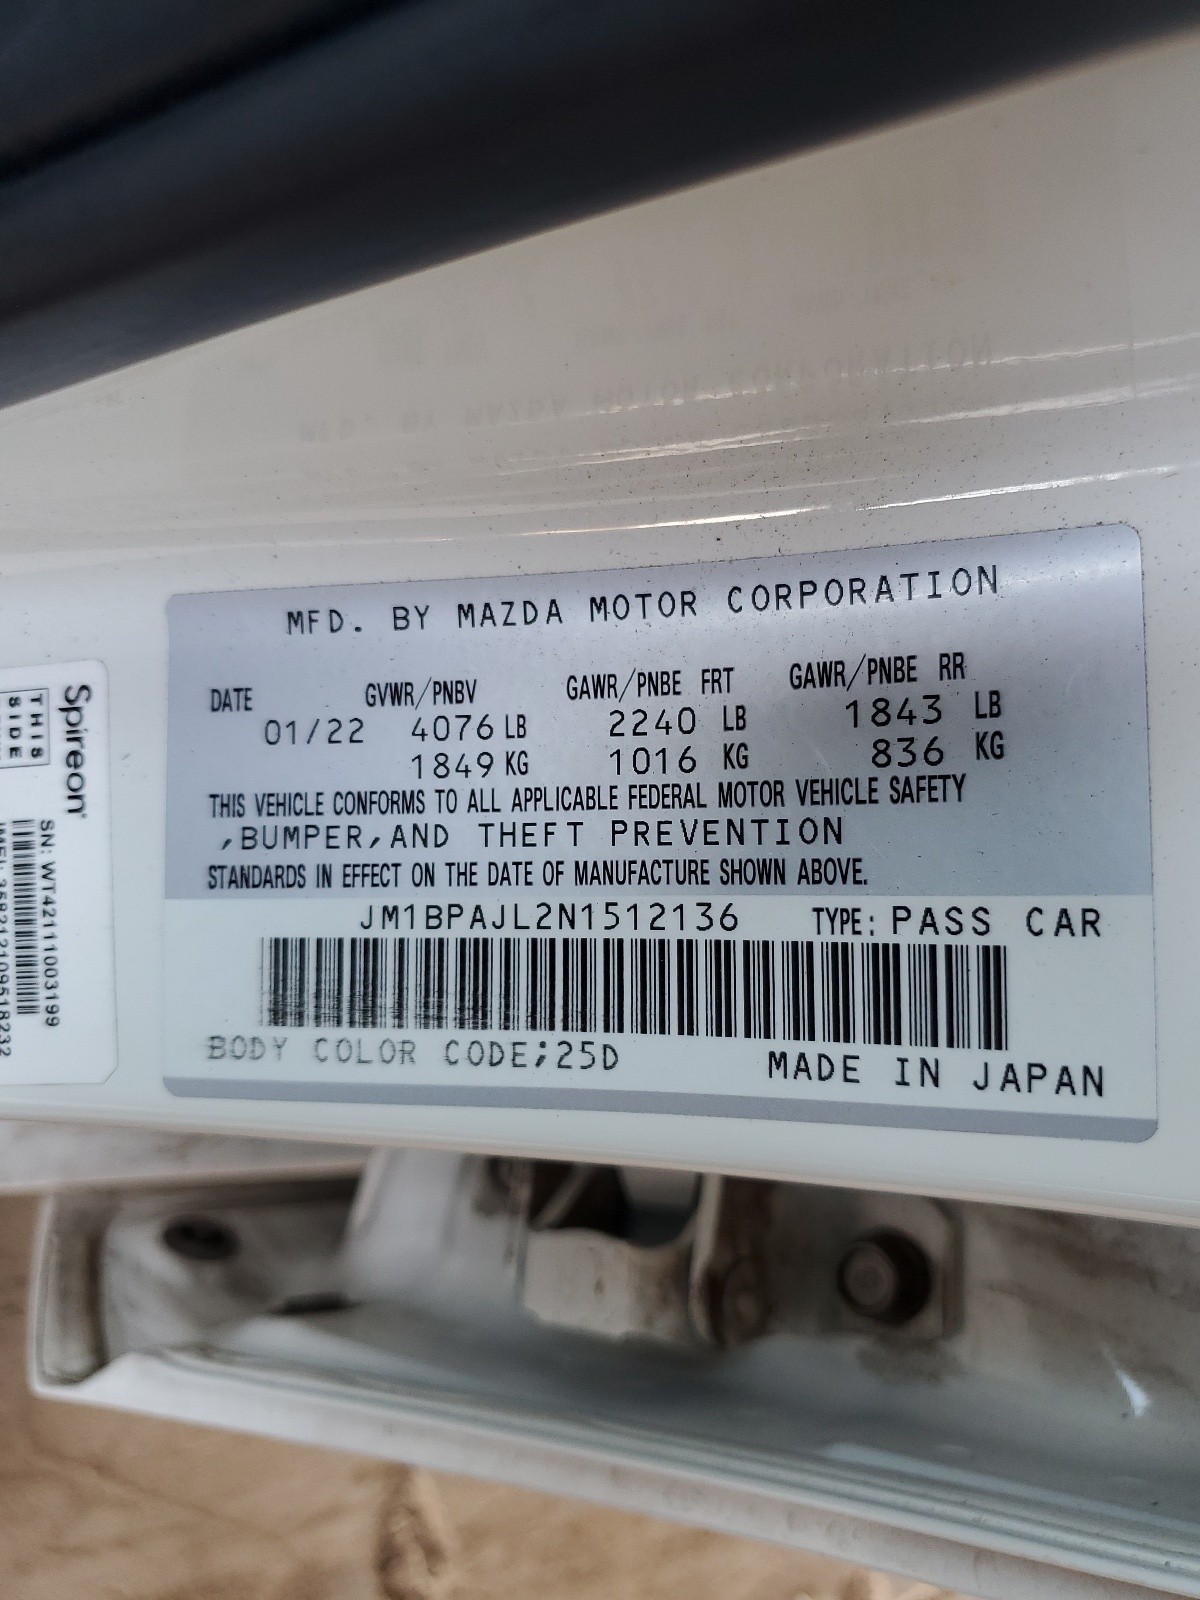 MFD. BY MAZDA MOTOR CORPORATION
DATE GVWR/PNBV GAWR/PNBE FRT GAWR/PNBE RR
01/22 4076 LB 2240 LB 1843 LB
1849 KG 1016 KG 836 KG
THIS VEHICLE CONFORMS TO ALL APPLICABLE FEDERAL MOTOR VEHICLE SAFETY
,BUMPER,AND THEFT PREVENTION
STANDARDS IN EFFECT ON THE DATE OF MANUFACTURE SHOWN ABOVE.
JM1BPAJL2N1512136 TYPE: PASS CAR
BODY COLOR CODE;25D MADE IN JAPAN
Spireon
THIS
SIDE
SN: WT42111003199